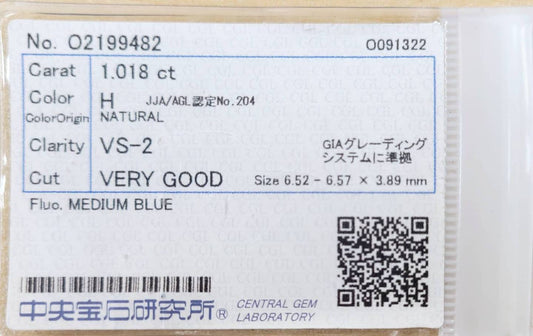 No. O2199482 O091322
Carat 1.018 ct
Color H JJA/AGL認定No.204
ColorOrigin NATURAL
Clarity VS-2 GIAグレーディング
システムに準拠
Cut VERY GOOD Size 6.52 - 6.57 × 3.89 mm
Fluo. MEDIUM BLUE
中央宝石研究所® CENTRAL GEM
LABORATORY